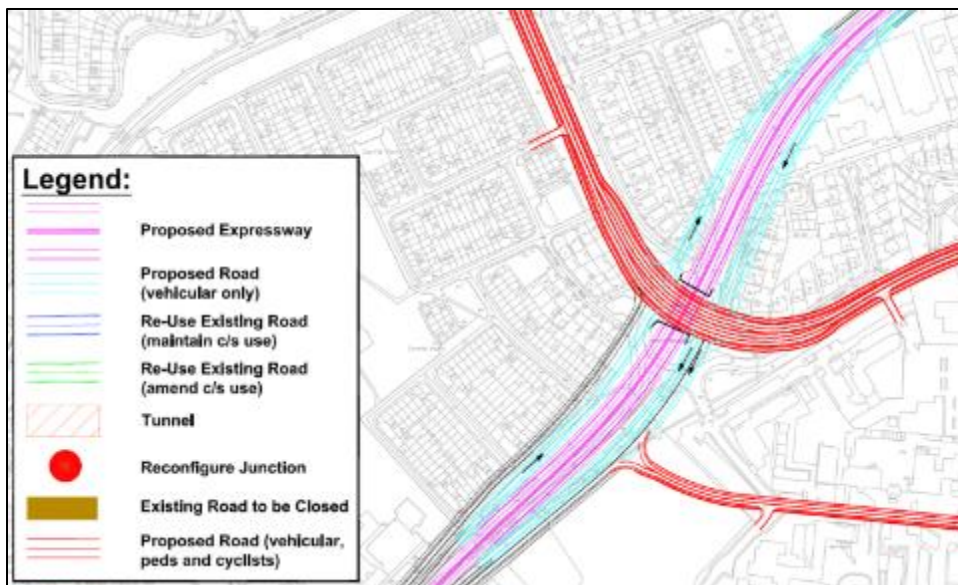 Legend:
Proposed Expressway
Proposed Road
(vehicular only)
Re-Use Existing Road
(maintain c/s use)
Re-Use Existing Road
(amend c/s use)
Tunnel
Reconfigure Junction
Existing Road to be Closed
Proposed Road (vehicular,
peds and cyclists)